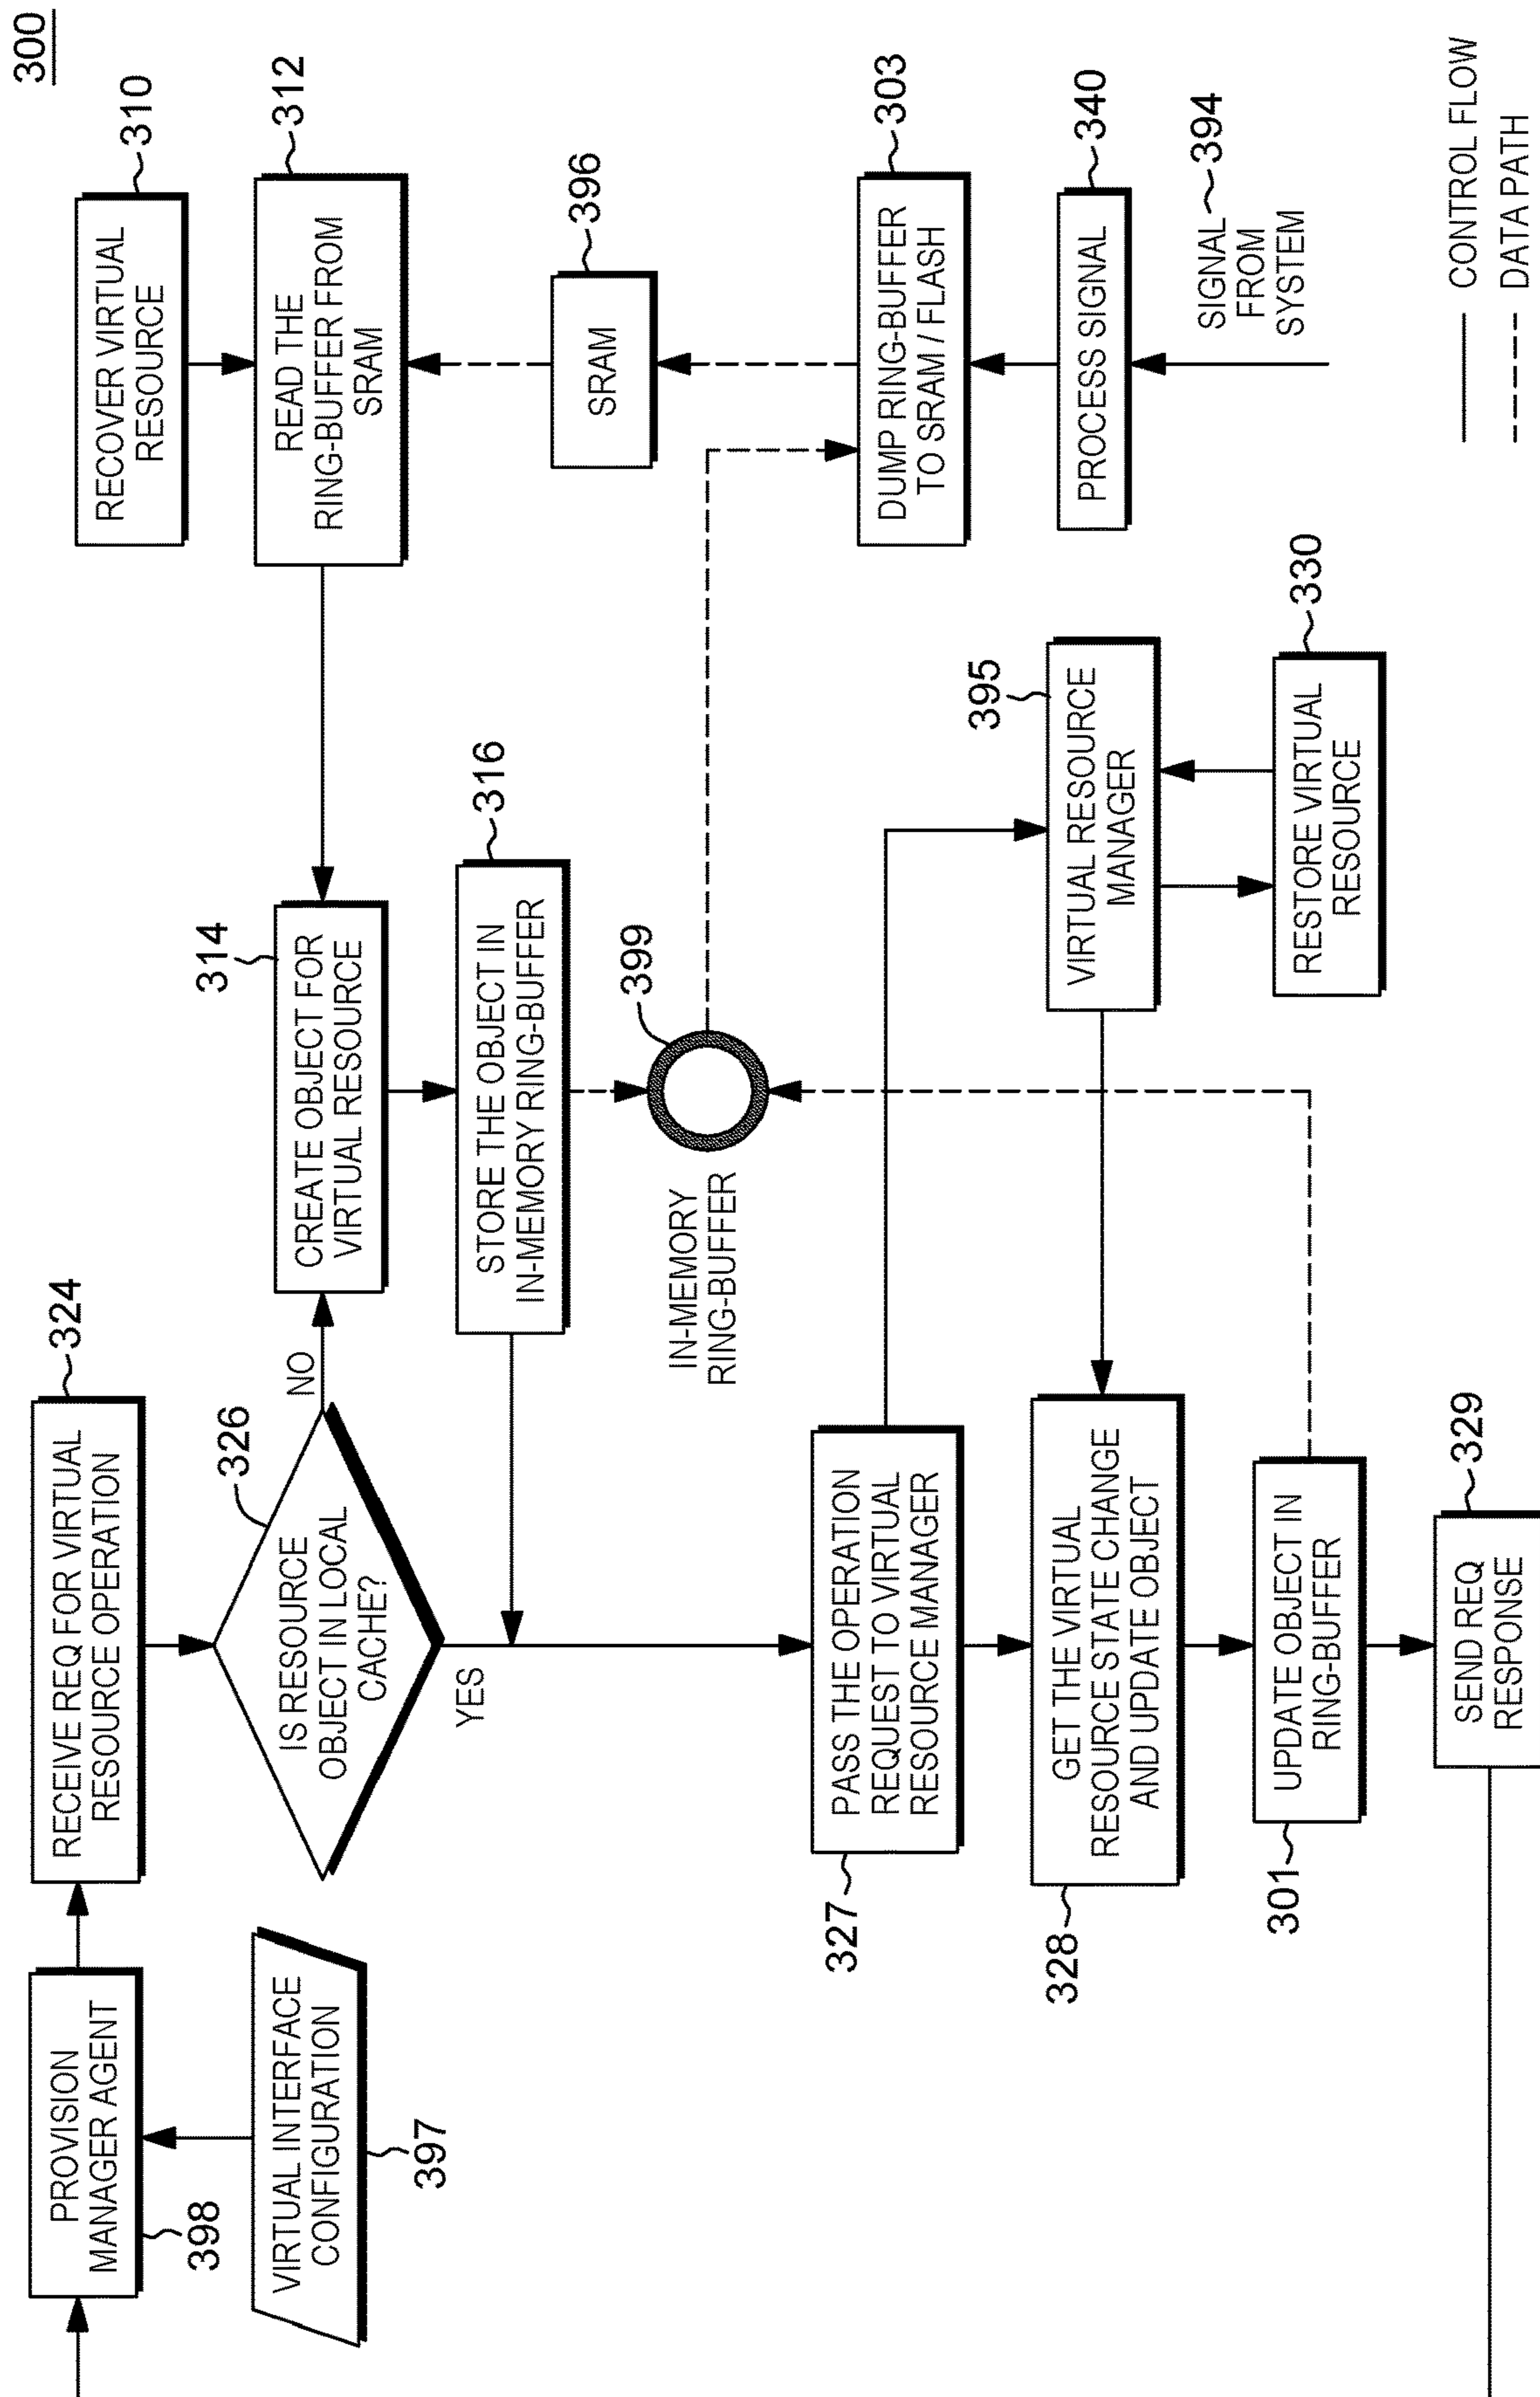 300
PROVISION
MANAGER AGENT
398
VIRTUAL INTERFACE
CONFIGURATION
397
RECEIVE REQ FOR VIRTUAL
RESOURCE OPERATION
324
IS RESOURCE
OBJECT IN LOCAL
CACHE?
326
NO
YES
CREATE OBJECT FOR
VIRTUAL RESOURCE
314
STORE THE OBJECT IN
IN-MEMORY RING-BUFFER
316
IN-MEMORY
RING-BUFFER
399
RECOVER VIRTUAL
RESOURCE
310
READ THE
RING-BUFFER FROM
SRAM
312
SRAM
396
DUMP RING-BUFFER
TO SRAM / FLASH
303
PROCESS SIGNAL
340
SIGNAL
FROM
SYSTEM
394
PASS THE OPERATION
REQUEST TO VIRTUAL
RESOURCE MANAGER
327
GET THE VIRTUAL
RESOURCE STATE CHANGE
AND UPDATE OBJECT
328
UPDATE OBJECT IN
RING-BUFFER
301
SEND REQ
RESPONSE
329
VIRTUAL RESOURCE
MANAGER
395
RESTORE VIRTUAL
RESOURCE
330
CONTROL FLOW
DATA PATH